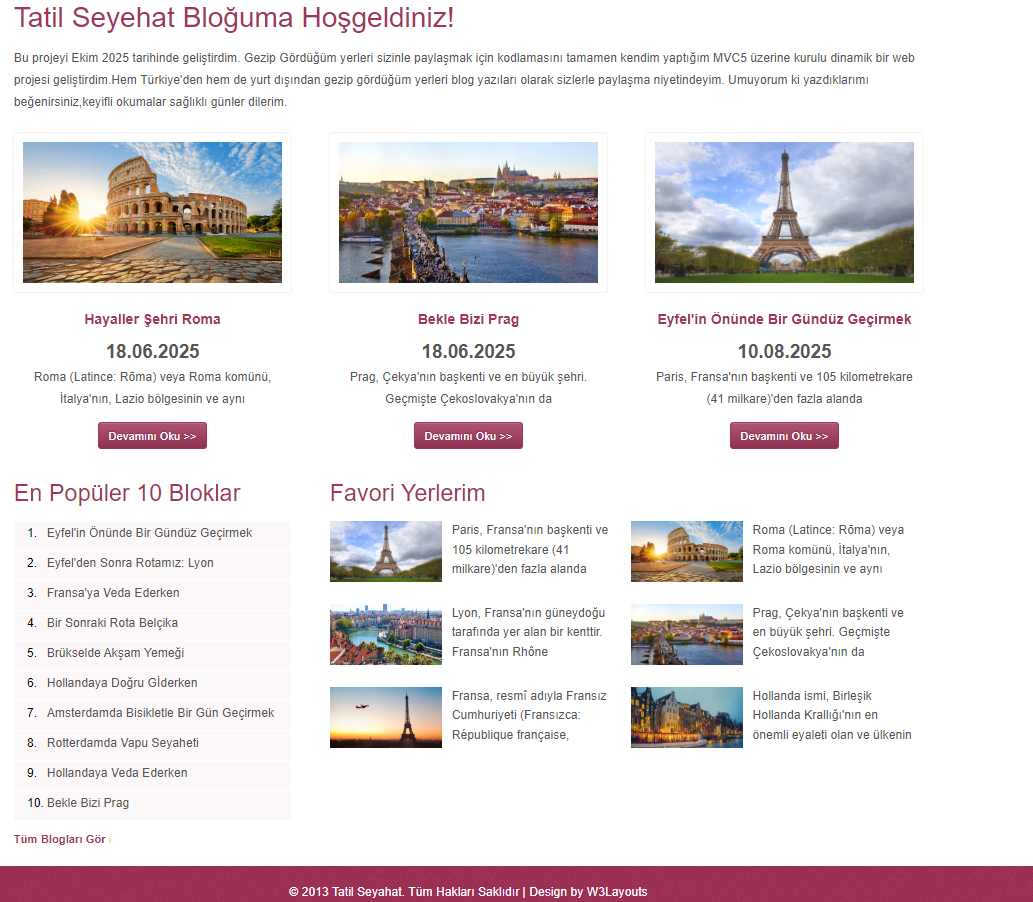 Tatil Seyehat Bloğuma Hoşgeldiniz!
Bu projeyi Ekim 2025 tarihinde geliştirdim. Gezip Gördüğüm yerleri sizinle paylaşmak için kodlamasını tamamen kendim yaptığım MVC5 üzerine kurulu dinamik bir web
projesi geliştirdim.Hem Türkiye'den hem de yurt dışından gezip gördüğüm yerleri blog yazıları olarak sizlerle paylaşma niyetindeyim. Umuyorum ki yazdıklarımı
beğenirsiniz,keyifli okumalar sağlıklı günler dilerim.
Hayaller Şehri Roma
18.06.2025
Roma (Latince: Rōma) veya Roma komünü,
İtalya'nın, Lazio bölgesinin ve aynı
Devamını Oku >>
Bekle Bizi Prag
18.06.2025
Prag, Çekya'nın başkenti ve en büyük şehri.
Geçmişte Çekoslovakya'nın da
Devamını Oku >>
Eyfel'in Önünde Bir Gündüz Geçirmek
10.08.2025
Paris, Fransa'nın başkenti ve 105 kilometrekare
(41 milkare)'den fazla alanda
Devamını Oku >>
En Popüler 10 Bloklar
1. Eyfel'in Önünde Bir Gündüz Geçirmek
2. Eyfel'den Sonra Rotamız: Lyon
3. Fransa'ya Veda Ederken
4. Bir Sonraki Rota Belçika
5. Brükselde Akşam Yemeği
6. Hollandaya Doğru Gİderken
7. Amsterdamda Bisikletle Bir Gün Geçirmek
8. Rotterdamda Vapu Seyaheti
9. Hollandaya Veda Ederken
10. Bekle Bizi Prag
Tüm Blogları Gör
Favori Yerlerim
Paris, Fransa'nın başkenti ve
105 kilometrekare (41
milkare)'den fazla alanda
Roma (Latince: Rōma) veya
Roma komünü, İtalya'nın,
Lazio bölgesinin ve aynı
Lyon, Fransa'nın güneydoğu
tarafında yer alan bir kenttir.
Fransa'nın Rhône
Prag, Çekya'nın başkenti ve
en büyük şehri. Geçmişte
Çekoslovakya'nın da
Fransa, resmî adıyla Fransız
Cumhuriyeti (Fransızca:
République française,
Hollanda ismi, Birleşik
Hollanda Krallığı'nın en
önemli eyaleti olan ve ülkenin
© 2013 Tatil Seyahat. Tüm Hakları Saklıdır | Design by W3Layouts